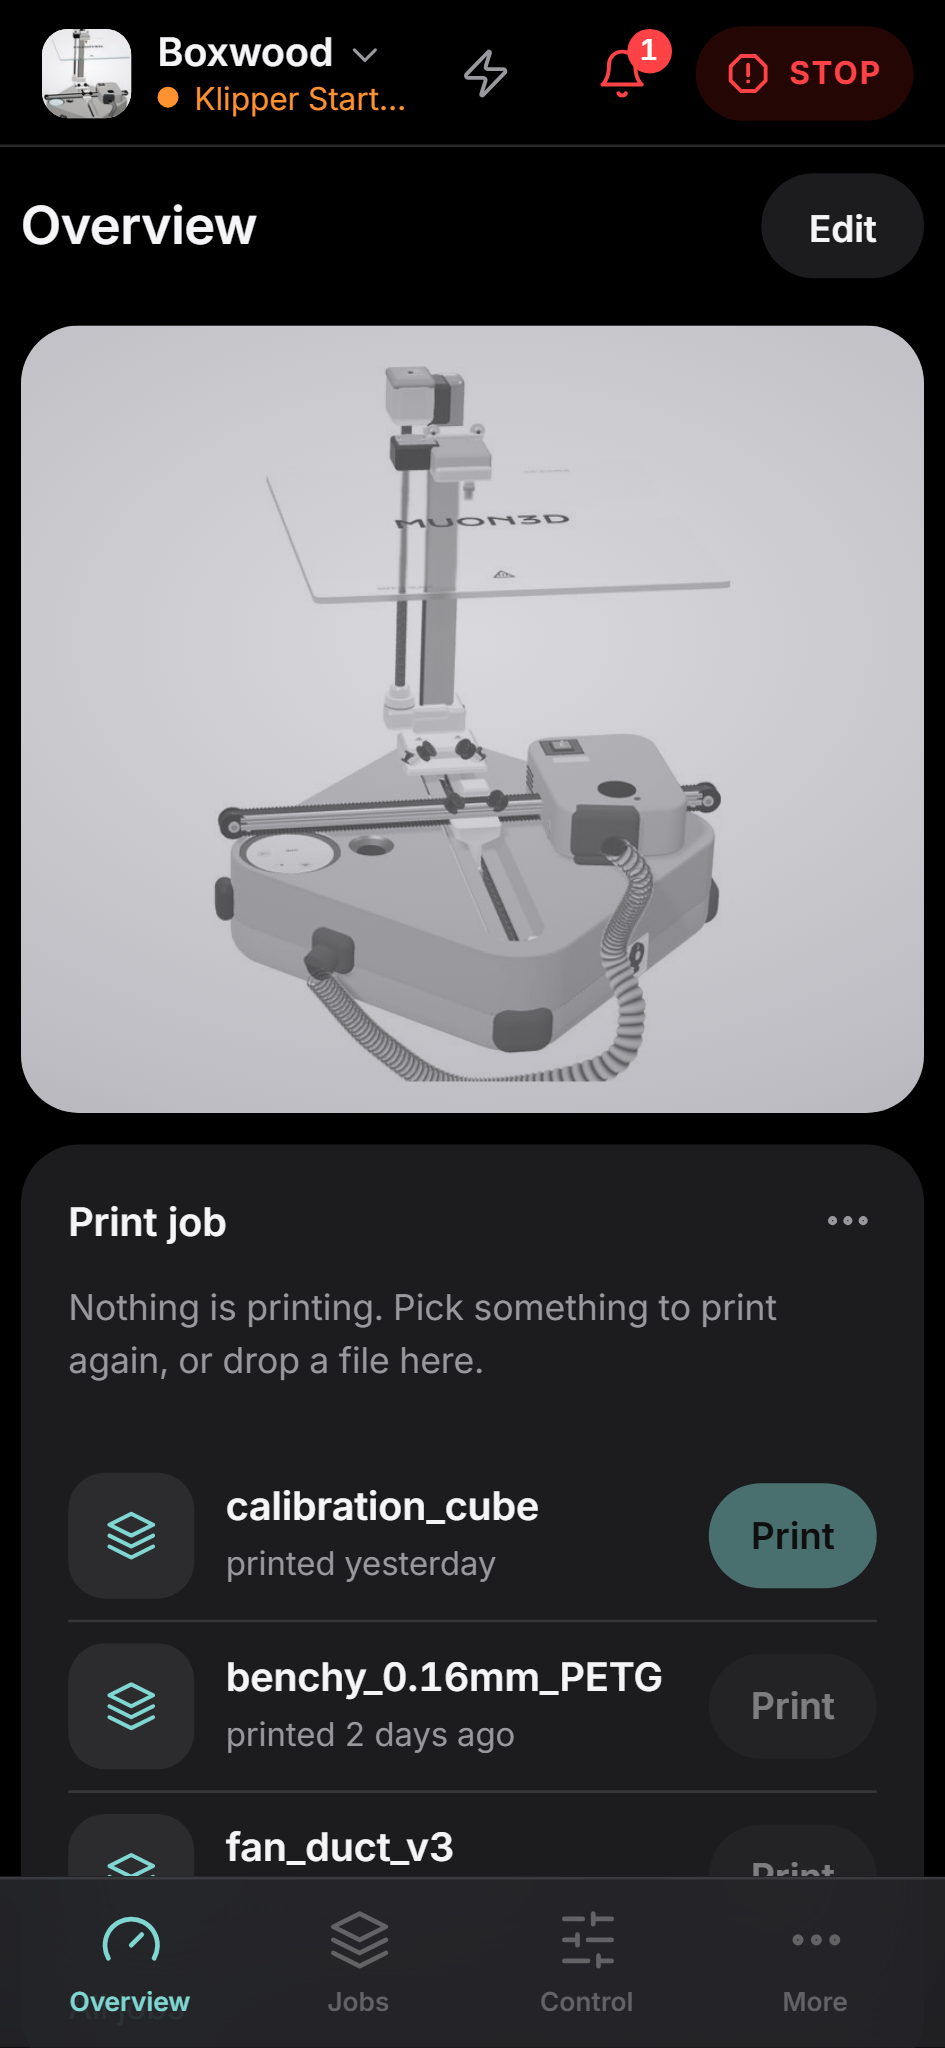 Boxwood
Klipper Start...
1
STOP
Overview
Edit
MUON3D
Print job
Nothing is printing. Pick something to print
again, or drop a file here.
calibration_cube
printed yesterday
Print
benchy_0.16mm_PETG
printed 2 days ago
Print
fan_duct_v3
Print
Overview
Jobs
Control
More